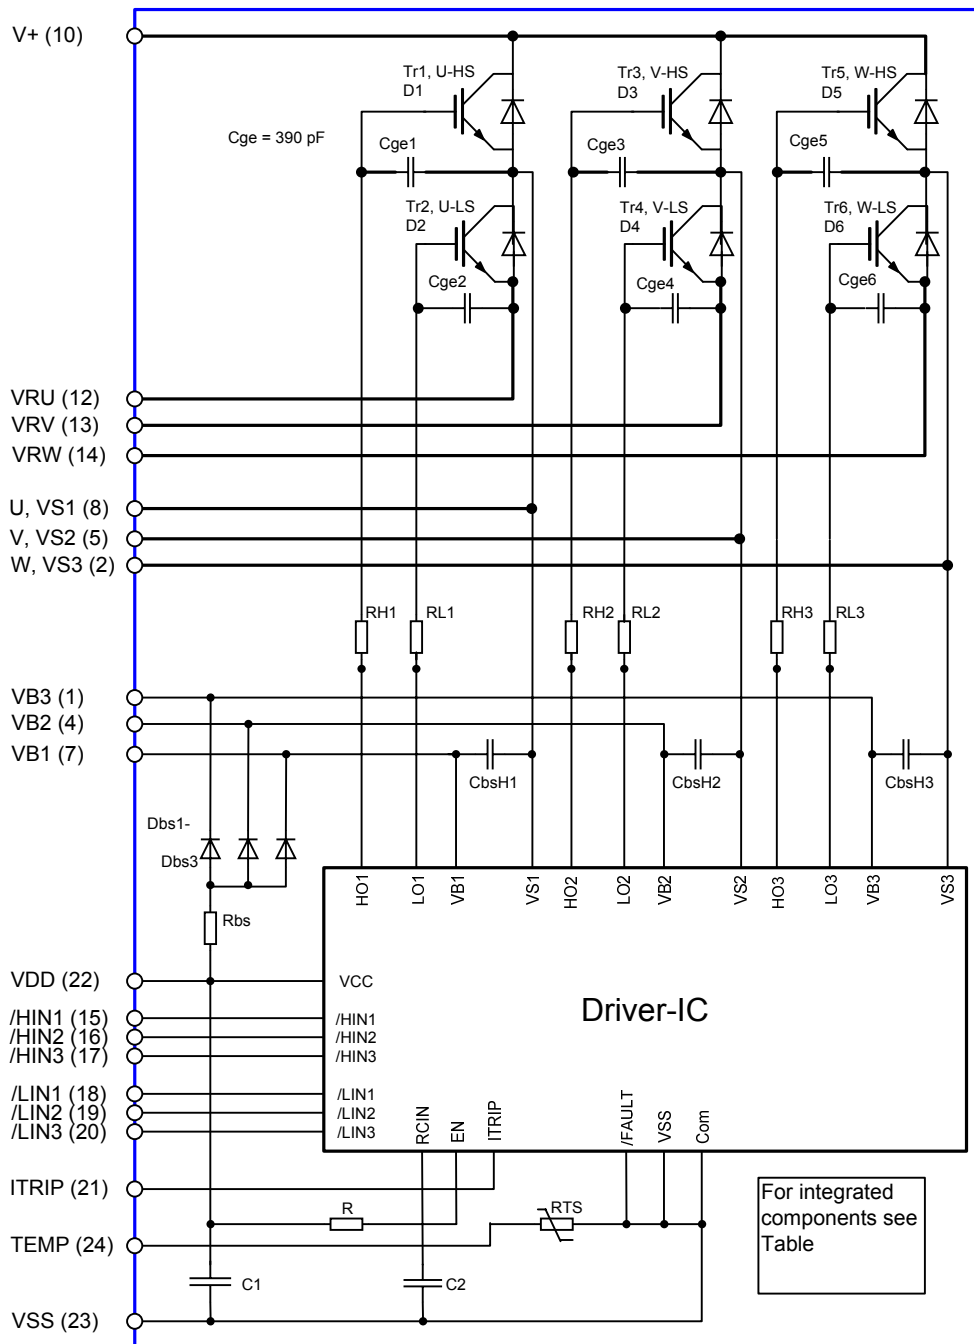 V+ (10)
Tr1, U-HS
D1
Tr3, V-HS
D3
Tr5, W-HS
D5
Cge = 390 pF
Cge1
Cge3
Cge5
Tr2, U-LS
D2
Tr4, V-LS
D4
Tr6, W-LS
D6
Cge2
Cge4
Cge6
VRU (12)
VRV (13)
VRW (14)
U, VS1 (8)
V, VS2 (5)
W, VS3 (2)
RH1
RL1
RH2
RL2
RH3
RL3
VB3 (1)
VB2 (4)
VB1 (7)
CbsH1
CbsH2
CbsH3
Dbs1-
Dbs3
Rbs
HO1
LO1
VB1
VS1
HO2
LO2
VB2
VS2
HO3
LO3
VB3
VS3
VDD (22)
VCC
Driver-IC
/HIN1 (15)
/HIN1
/HIN2 (16)
/HIN2
/HIN3 (17)
/HIN3
/LIN1 (18)
/LIN1
/LIN2 (19)
/LIN2
/LIN3 (20)
/LIN3
RCIN
EN
ITRIP
/FAULT
VSS
Com
ITRIP (21)
R
RTS
For integrated
components see
Table
TEMP (24)
C1
C2
VSS (23)